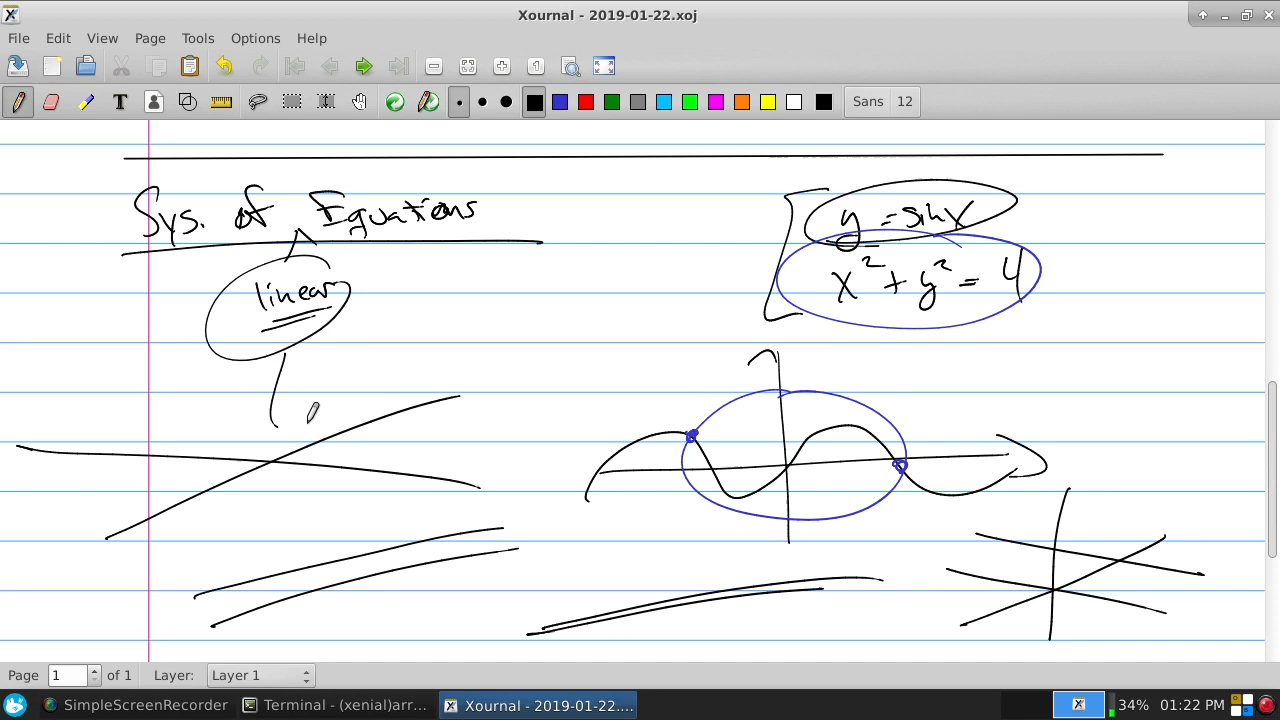 Xournal - 2019-01-22.xoj
File Edit View Page Tools Options Help
T Sans 12
Sys. of Equations
linear
y = sin x
x² + y² = 4
Page 1 of 1 Layer: Layer 1
SimpleScreenRecorder Terminal - (xenial)arr... Xournal - 2019-01-22.... 34% 01:22 PM